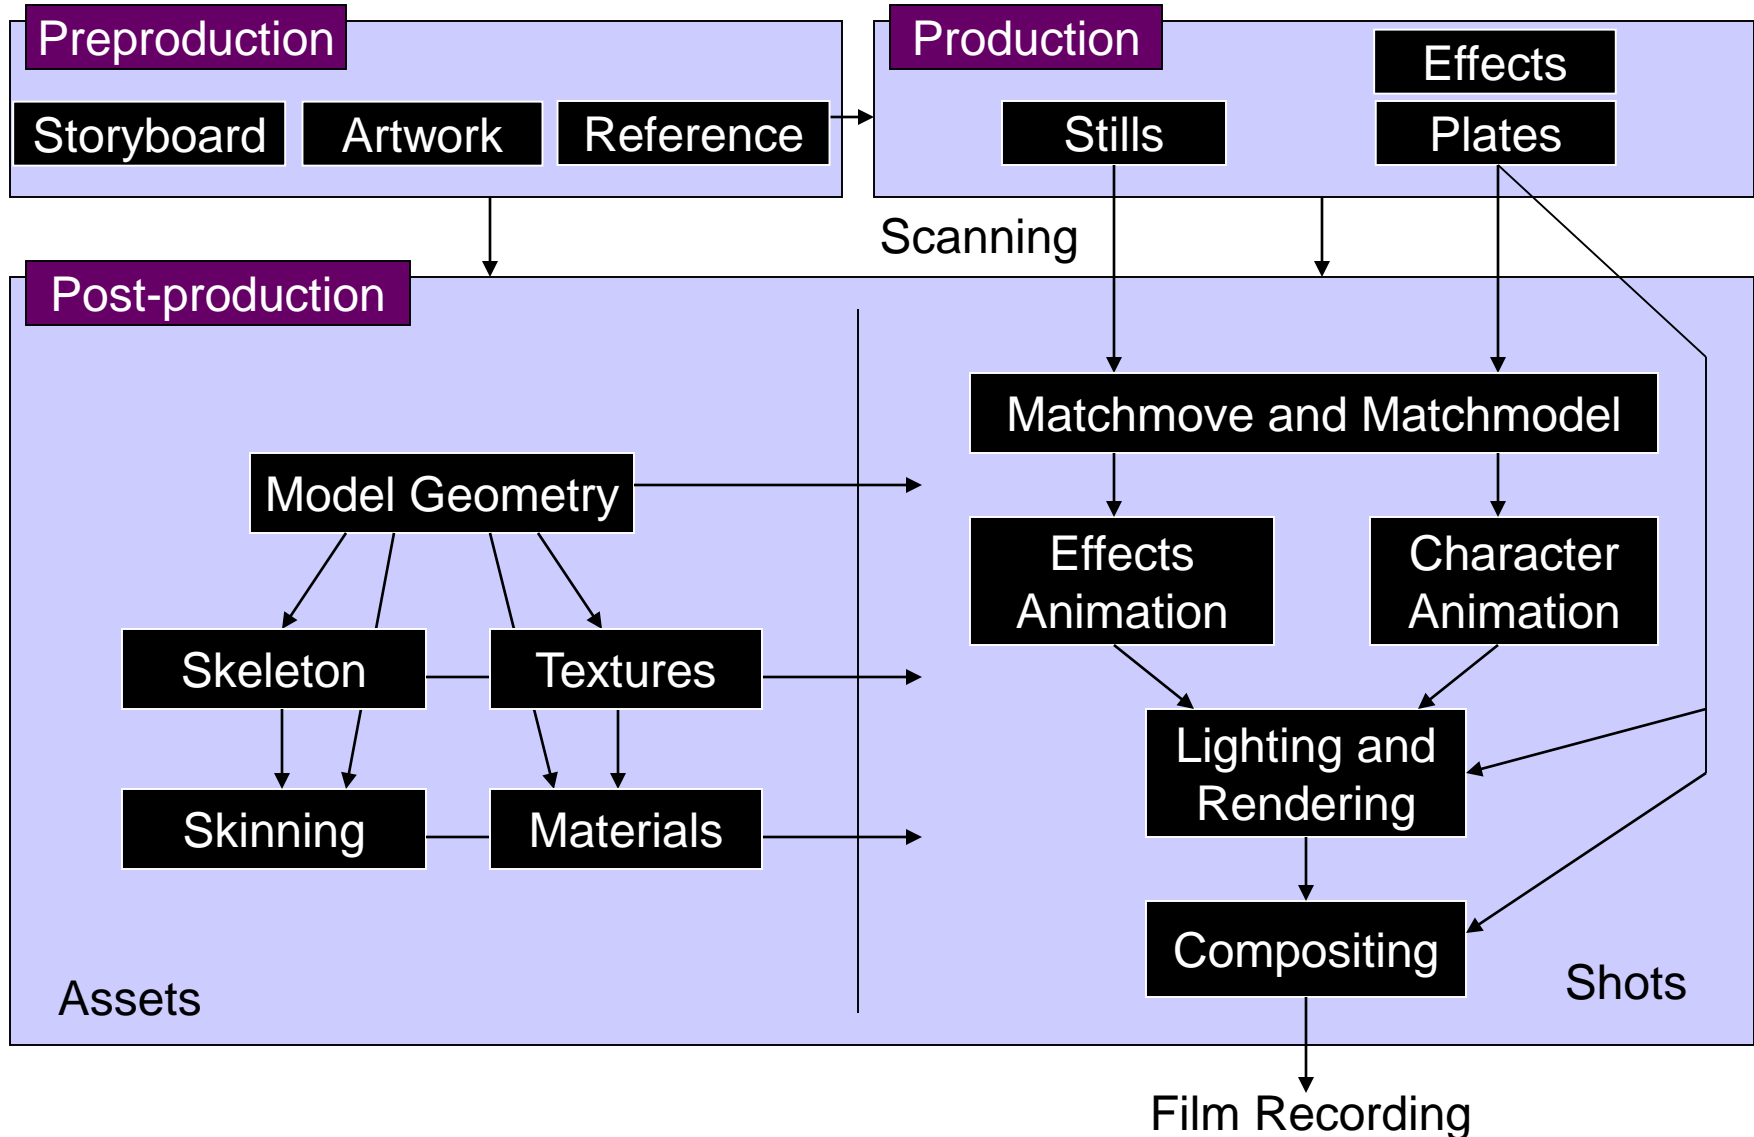 Preproduction
Storyboard
Artwork
Reference
Production
Stills
Effects
Plates
Scanning
Post-production
Model Geometry
Skeleton
Textures
Skinning
Materials
Assets
Matchmove and Matchmodel
Effects
Animation
Character
Animation
Lighting and
Rendering
Compositing
Shots
Film Recording